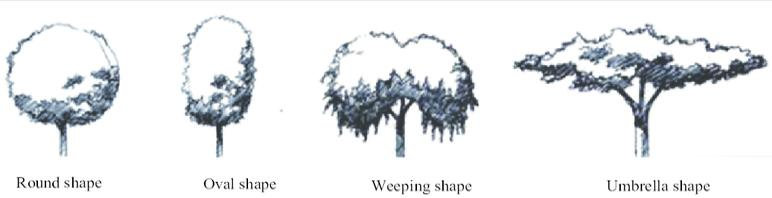 Round shape
Oval shape
Weeping shape
Umbrella shape